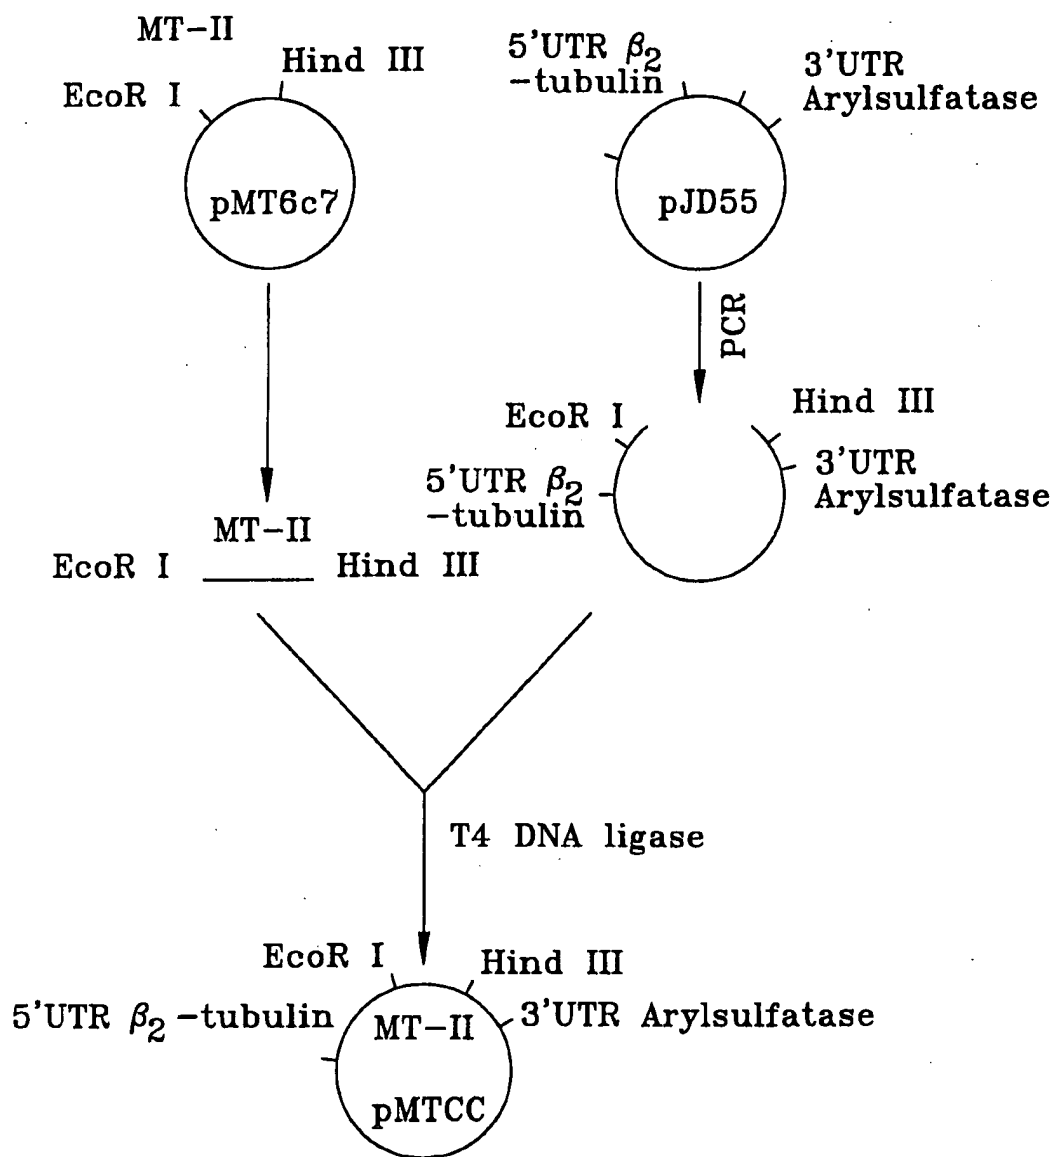 MT-II
Hind III
EcoR I
pMT6c7
5'UTR β2
-tubulin
3'UTR
Arylsulfatase
pJD55
PCR
EcoR I
Hind III
5'UTR β2
-tubulin
3'UTR
Arylsulfatase
MT-II
EcoR I
Hind III
T4 DNA ligase
EcoR I
Hind III
5'UTR β2-tubulin
3'UTR Arylsulfatase
MT-II
pMTCC